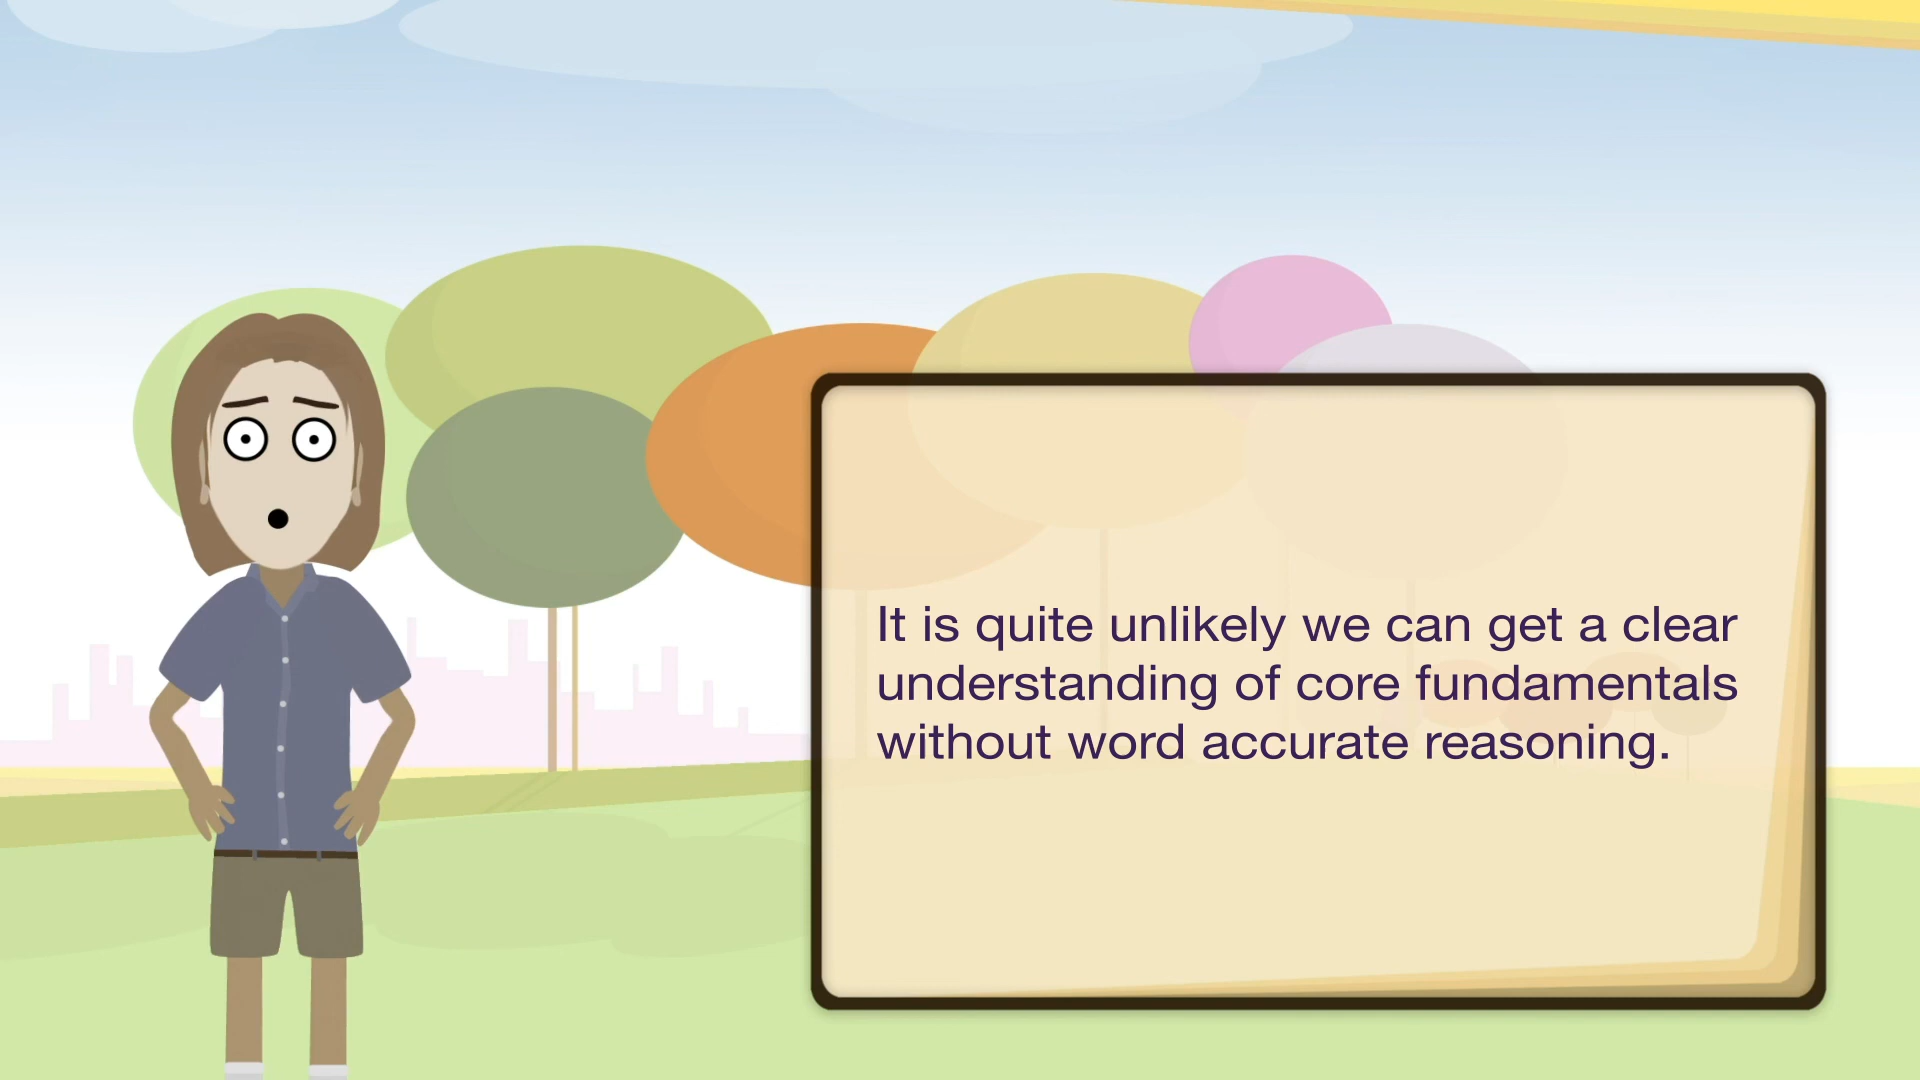 It is quite unlikely we can get a clear
understanding of core fundamentals
without word accurate reasoning.